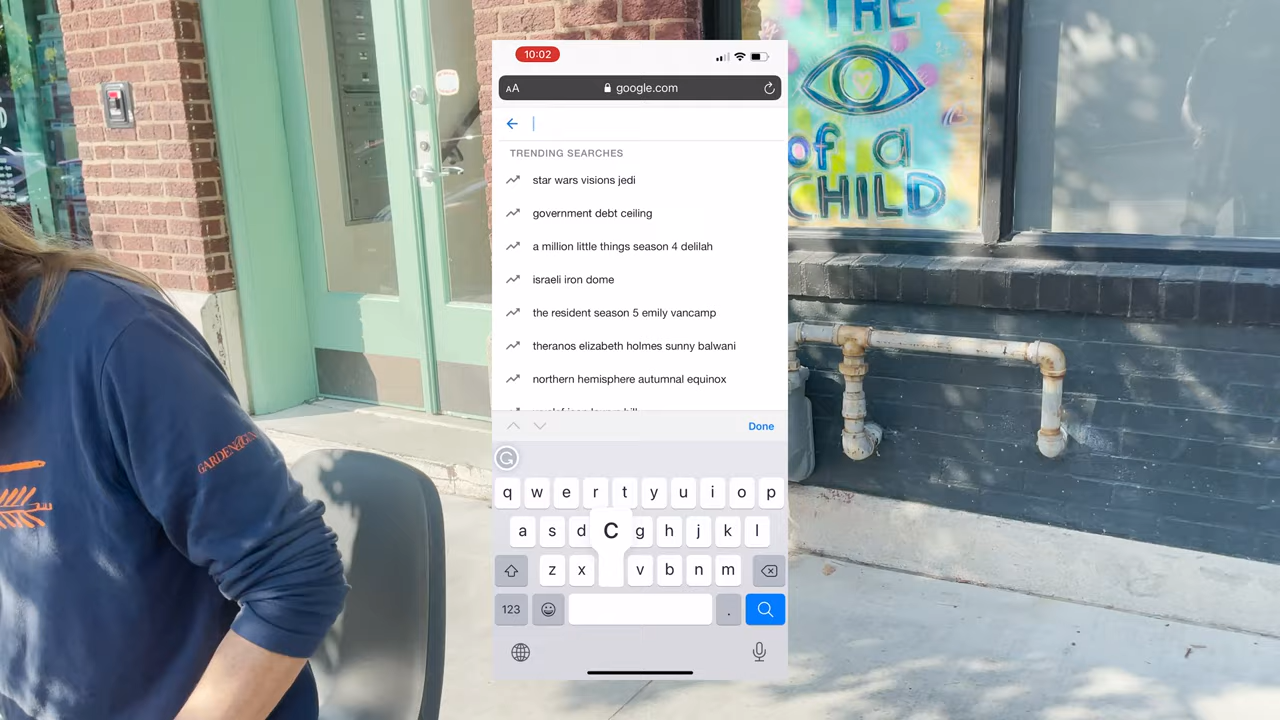 10:02
AA google.com
TRENDING SEARCHES
star wars visions jedi
government debt ceiling
a million little things season 4 delilah
israeli iron dome
the resident season 5 emily vancamp
theranos elizabeth holmes sunny balwani
northern hemisphere autumnal equinox
Done
q w e r t y u i o p
a s d C g h j k l
z x v b n m
123 .
THE
of a
CHILD